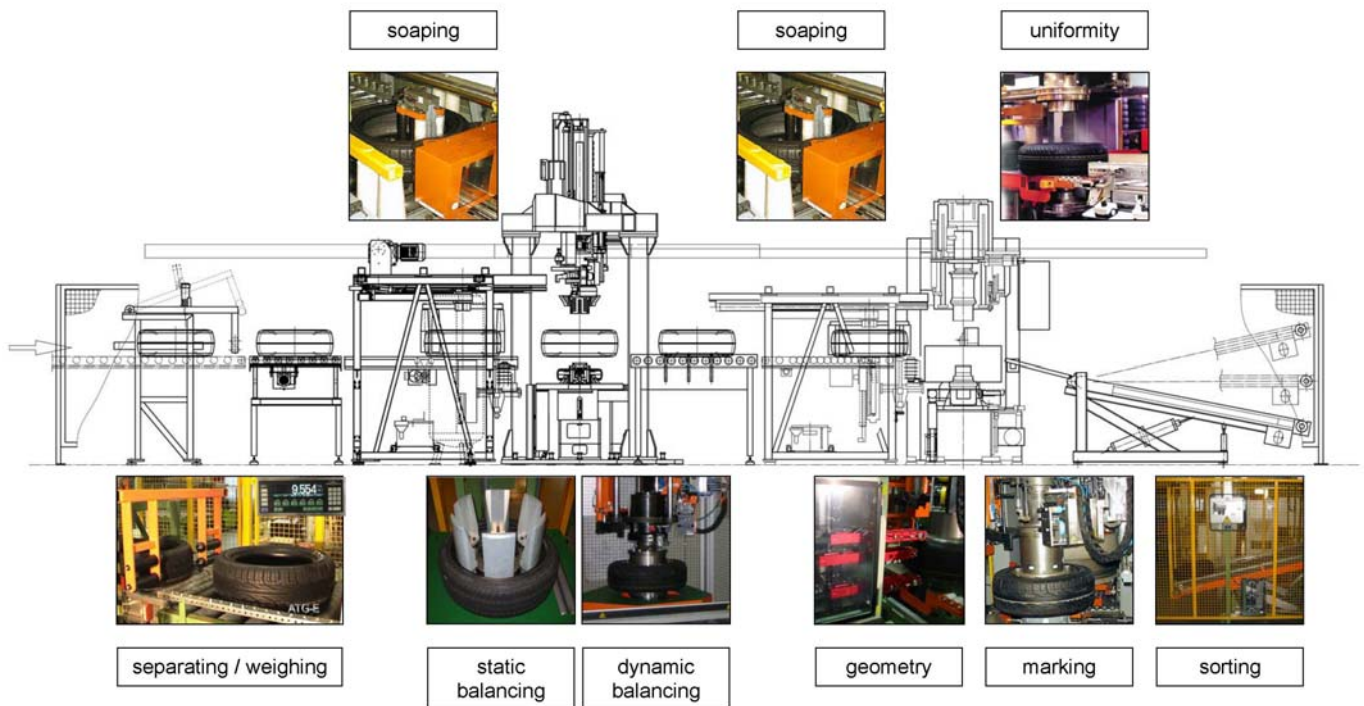 soaping
soaping
uniformity
9.554
ATG-E
separating / weighing
static
balancing
dynamic
balancing
geometry
marking
sorting